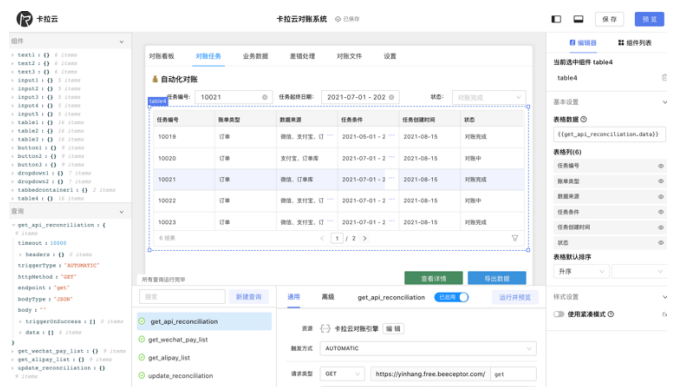 卡拉云
卡拉云对账系统 已保存
保存 预览
组件
text1 : {} 6 items
text2 : {} 6 items
text3 : {} 6 items
input1 : {} 5 items
input2 : {} 5 items
input3 : {} 5 items
input4 : {} 5 items
input5 : {} 5 items
table1 : {} 16 items
table2 : {} 16 items
table3 : {} 16 items
button1 : {} 9 items
button2 : {} 9 items
button3 : {} 9 items
dropdown1 : {} 7 items
dropdown2 : {} 7 items
tabbedcontainer1 : {} 2 items
table4 : {} 16 items
查询
get_api_reconciliation : {
9 items
timeout : 10000
headers : {} 0 items
triggerType : "AUTOMATIC"
httpMethod : "GET"
endpoint : "get"
bodyType : "JSON"
body : ""
triggerOnSuccess : [] 0 items
data : [] 6 items
}
get_wechat_pay_list : {} 9 items
get_alipay_list : {} 9 items
update_reconciliation : {}
9 items
对账看板 对账任务 业务数据 差错处理 对账文件 设置
自动化对账
任务编号: 10021 任务起终日期: 2021-07-01 - 202 状态: 对账完成
table4
任务编号 账单类型 数据来源 任务条件 任务创建时间 状态
10019 订单 微信、支付宝、订 ··· 2021-05-01 - 2 ··· 2021-08-15 对账完成
10020 订单 支付宝、订单库 2021-07-01 - 2 ··· 2021-08-15 对账中
10021 订单 微信、订单库 2021-07-01 - 2 ··· 2021-08-15 对账完成
10022 订单 微信、支付宝、订 ··· 2021-07-01 - 2 ··· 2021-08-15 对账中
10023 订单 微信、支付宝、订 ··· 2021-07-01 - 2 ··· 2021-08-15 对账完成
6 结果 < 1 / 2 >
所有查询运行完毕
查看详情 导出数据
搜索 新建查询
get_api_reconciliation
get_wechat_pay_list
get_alipay_list
update_reconciliation
通用 高级 get_api_reconciliation 已启用 运行并预览
资源 卡拉云对账引擎 编辑
触发方式 AUTOMATIC
请求类型 GET https://yinhang.free.beeceptor.com/ get
编辑器 组件列表
当前选中组件 table4
table4
基本设置
表格数据
{{get_api_reconciliation.data}}
表格列(6)
任务编号
账单类型
数据来源
任务条件
任务创建时间
状态
表格默认排序
升序
样式设置
使用紧凑模式